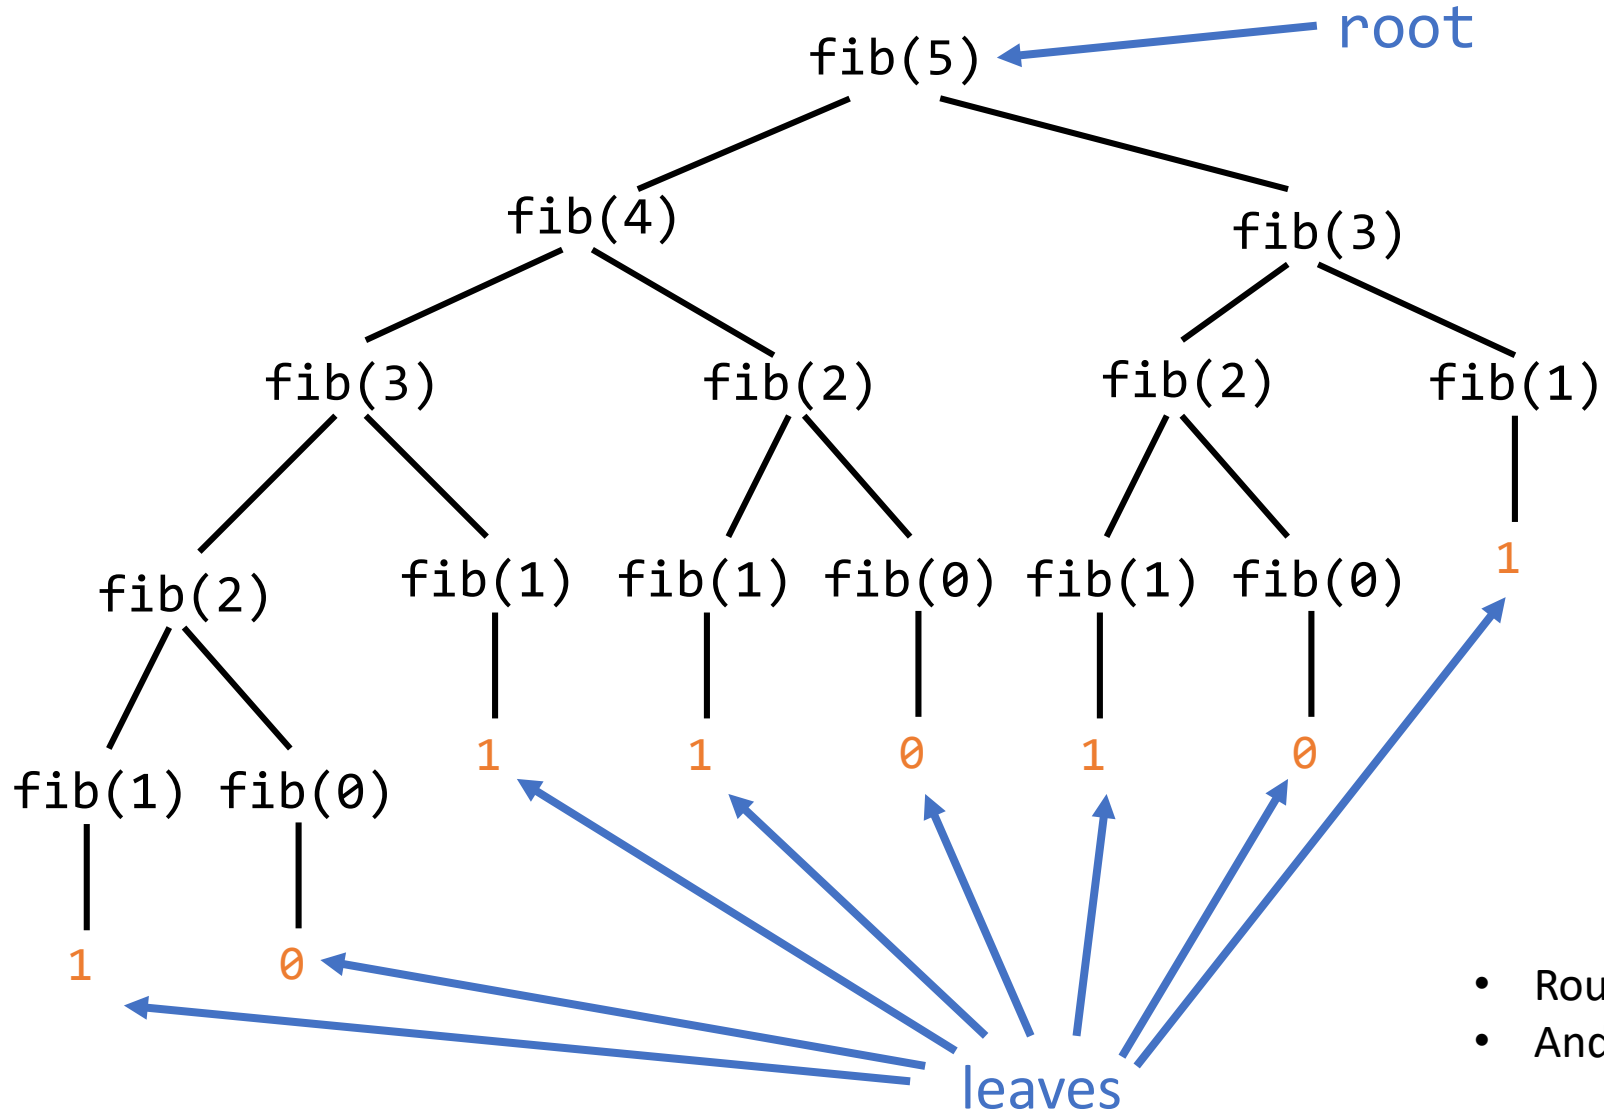 root
fib(5)
fib(4) fib(3)
fib(3) fib(2) fib(2) fib(1)
fib(2) fib(1) fib(1) fib(0) fib(1) fib(0) 1
fib(1) fib(0) 1 1 0 1 0
1 0
• Rou
• And
leaves